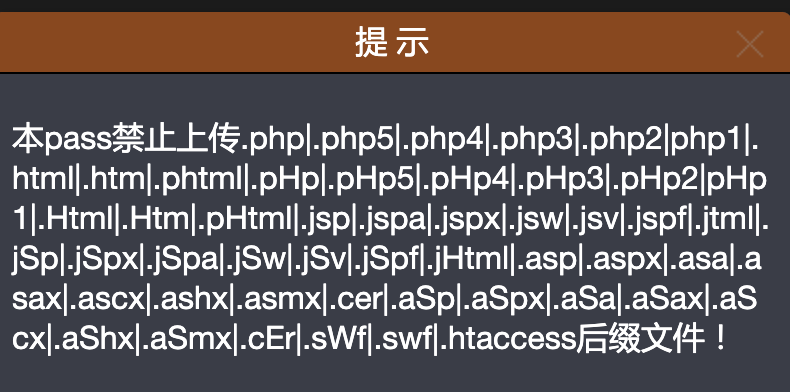 提 示
本pass禁止上传.php|.php5|.php4|.php3|.php2|php1|.
html|.htm|.phtml|.pHp|.pHp5|.pHp4|.pHp3|.pHp2|pHp
1|.Html|.Htm|.pHtml|.jsp|.jspa|.jspx|.jsw|.jsv|.jspf|.jtml|.
jSp|.jSpx|.jSpa|.jSw|.jSv|.jSpf|.jHtml|.asp|.aspx|.asa|.a
sax|.ascx|.ashx|.asmx|.cer|.aSp|.aSpx|.aSa|.aSax|.aS
cx|.aShx|.aSmx|.cEr|.sWf|.swf|.htaccess后缀文件！